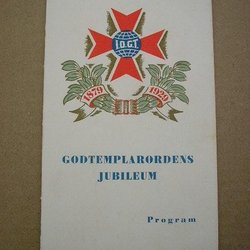 I.O.G.T.
1879 1929
GODTEMPLARORDENS
JUBILEUM
Program